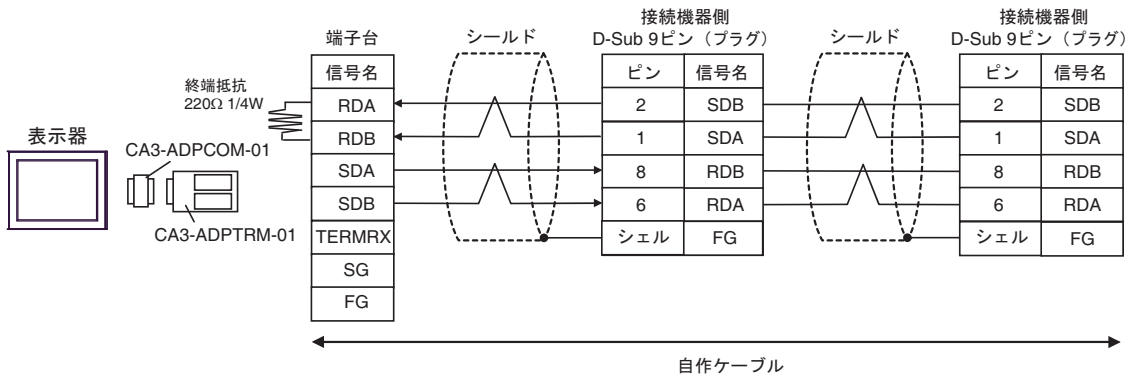 接続機器側
D-Sub 9ピン（プラグ）
接続機器側
D-Sub 9ピン（プラグ）
端子台
シールド
シールド
信号名
ピン 信号名
ピン 信号名
終端抵抗
220Ω 1/4W
RDA
2 SDB
2 SDB
表示器
RDB
1 SDA
1 SDA
CA3-ADPCOM-01
SDA
8 RDB
8 RDB
SDB
6 RDA
6 RDA
CA3-ADPTRM-01
TERMRX
シェル FG
シェル FG
SG
FG
自作ケーブル